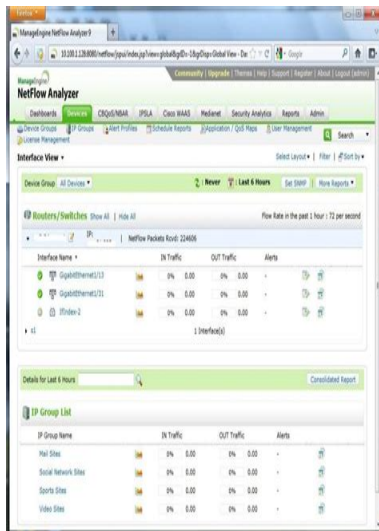 Firefox
ManageEngine NetFlow Analyzer 9
Google
Community | Upgrade | Themes | Help | Support | Register | About | Logout (admin)
ManageEngine
NetFlow Analyzer
Dashboards Devices CBQoS/NBAR IPSLA Cisco WAAS Medianet Security Analytics Reports Admin
Device Groups IP Groups Alert Profiles Schedule Reports Application / QoS Maps User Management
License Management
Search
Interface View
Select Layout | Filter | Sort by
Device Group All Devices : Never : Last 6 Hours Set SNMP More Reports
Routers/Switches Show All | Hide All Flow Rate in the past 1 hour : 72 per second
IP: | NetFlow Packets Rcvd: 224606
Interface Name IN Traffic OUT Traffic Alerts
GigabitEthernet1/13 0% 0.00 0% 0.00 -
GigabitEthernet1/31 0% 0.00 0% 0.00 -
IfIndex-2 0% 0.00 0% 0.00 -
1 Interface(s)
Details for Last 6 Hours Consolidated Report
IP Group List
IP Group Name IN Traffic OUT Traffic Alerts
Mail Sites 0% 0.00 0% 0.00 -
Social Network Sites 0% 0.00 0% 0.00 -
Sports Sites 0% 0.00 0% 0.00 -
Video Sites 0% 0.00 0% 0.00 -